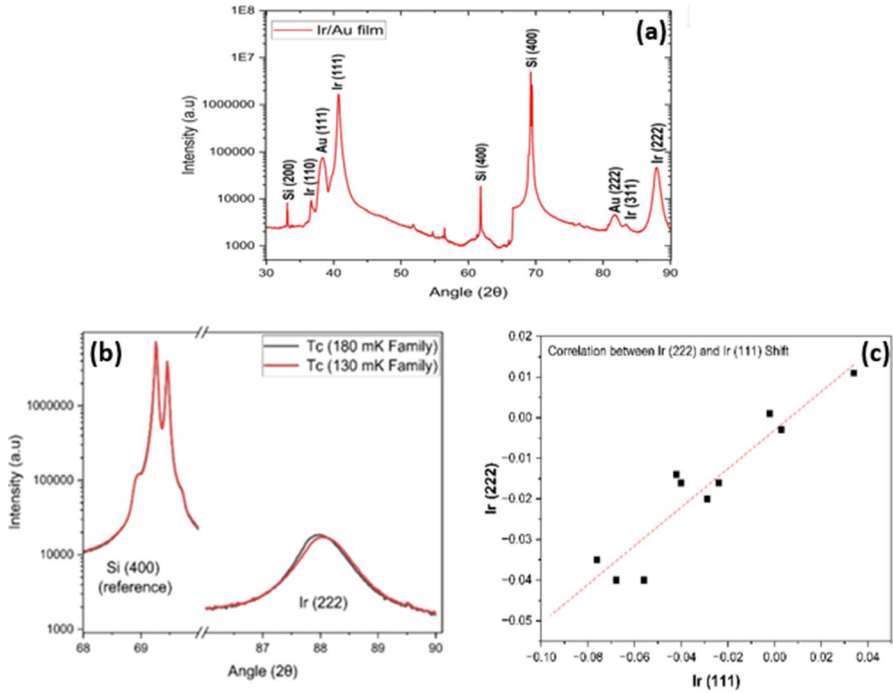 (a)
Ir/Au film
1E8
1E7
1000000
100000
10000
1000
Intensity (a.u)
Si (200)
Ir (110)
Au (111)
Ir (111)
Si (400)
Si (400)
Au (222)
Ir (311)
Ir (222)
30 40 50 60 70 80 90
Angle (2θ)
(b)
Tc (180 mK Family)
Tc (130 mK Family)
1000000
100000
10000
1000
Intensity (a.u)
Si (400)
(reference)
Ir (222)
68 69 87 88 89 90
Angle (2θ)
(c)
Correlation between Ir (222) and Ir (111) Shift
0.02
0.01
0.00
-0.01
-0.02
-0.03
-0.04
-0.05
Ir (222)
-0.10 -0.08 -0.06 -0.04 -0.02 0.00 0.02 0.04
Ir (111)